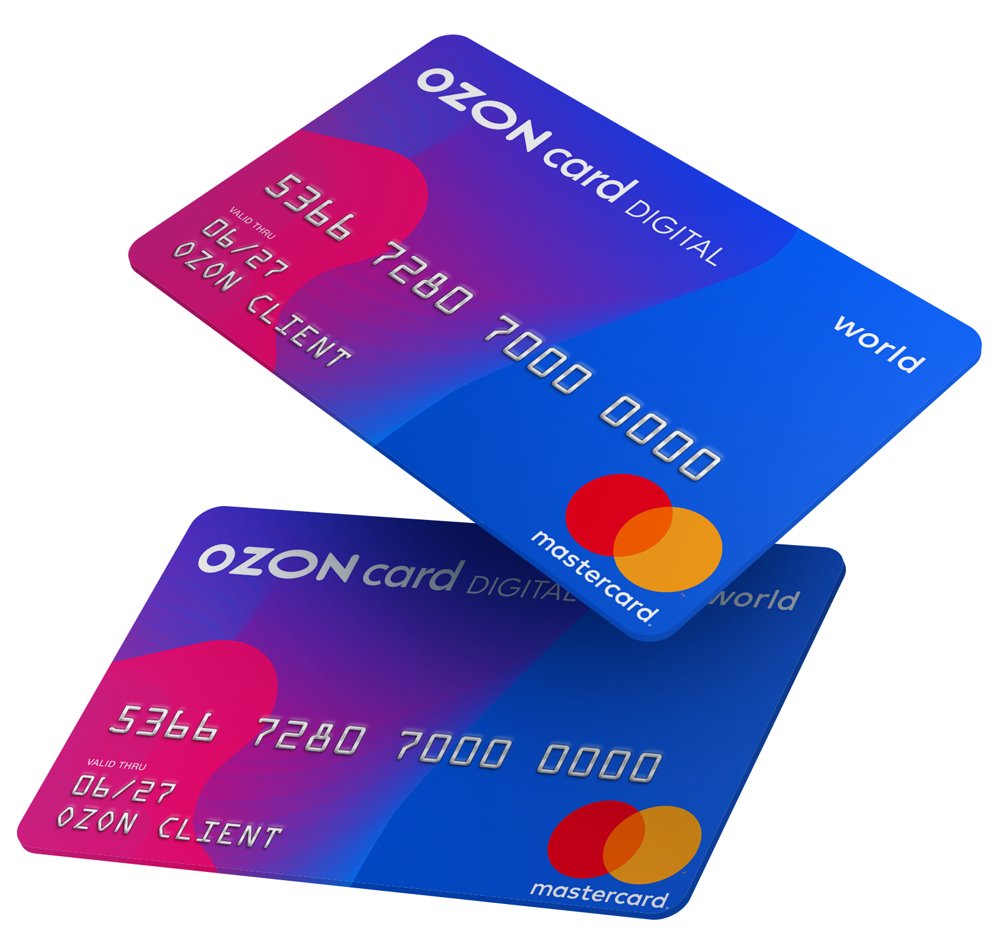 OZON card DIGITAL
world
5366 7280 7000 0000
VALID THRU
06/27
OZON CLIENT
mastercard.
OZON card DIGITAL
world
5366 7280 7000 0000
VALID THRU
06/27
OZON CLIENT
mastercard.